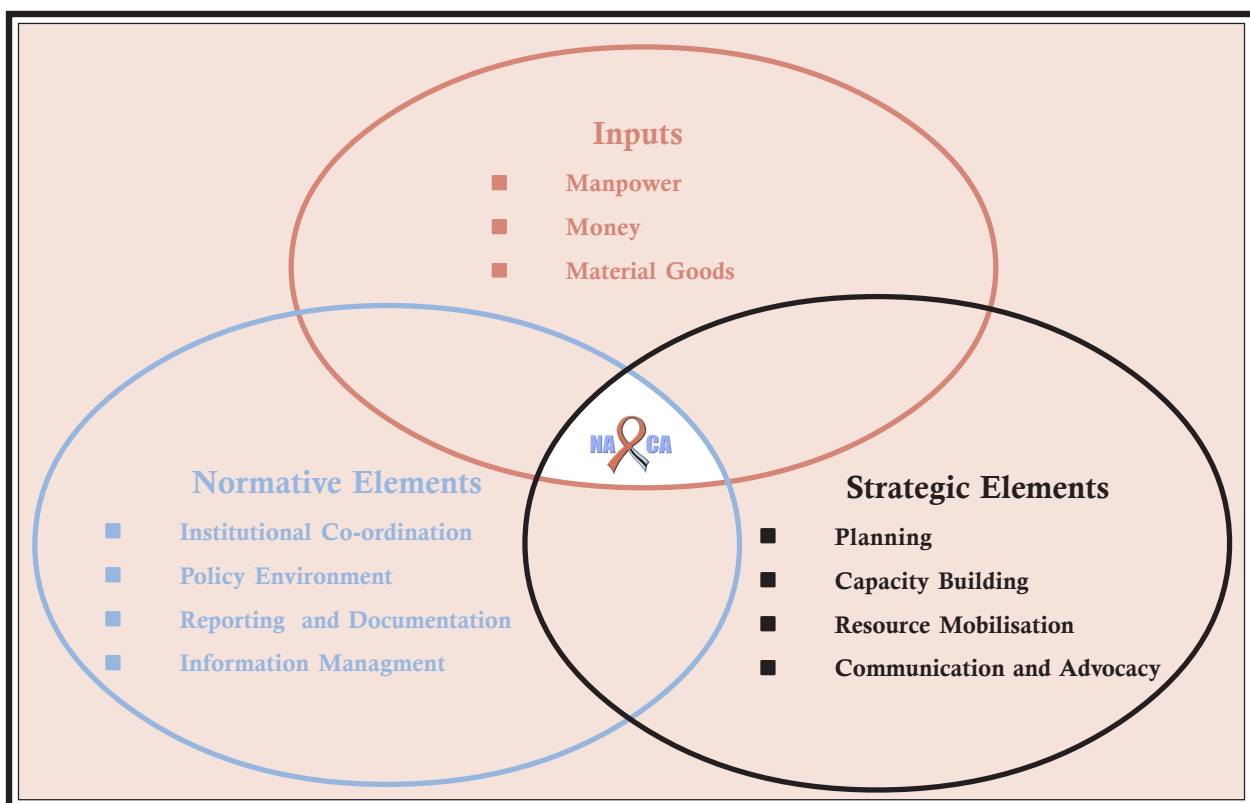 Inputs
Manpower
Money
Material Goods
NACA
Normative Elements
Institutional Co-ordination
Policy Environment
Reporting and Documentation
Information Managment
Strategic Elements
Planning
Capacity Building
Resource Mobilisation
Communication and Advocacy